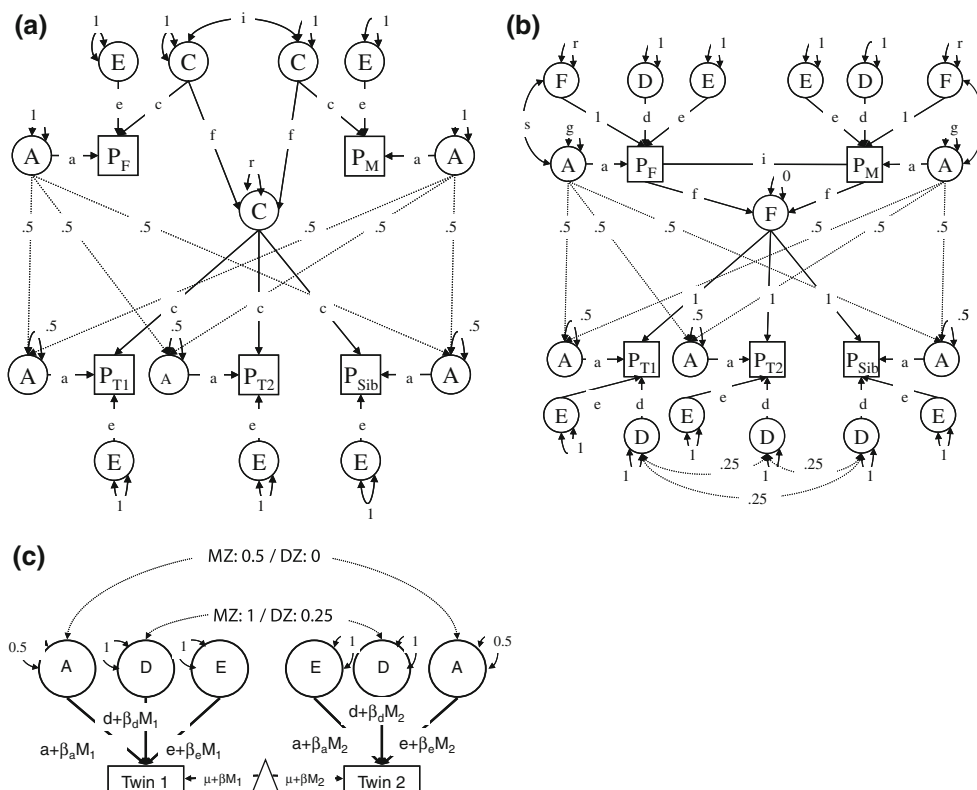 (a)
i
1 1 1 1
E C C E
e c c e
1 f f 1
A a P_F r P_M a A
C
.5 .5 .5 .5 .5 .5
c c c
.5 .5 .5
A a P_T1 A a P_T2 P_Sib a A
e e e
E E E
1 1 1
(b)
r 1 1 1 1 r
F D E E D F
s l d e e d l
g g
A a P_F i P_M a A
f 0 f
F
.5 .5 .5 .5 .5 .5
l l l
.5 .5 .5
A a P_T1 A a P_T2 P_Sib a A
e d e d d e
E D E D D E
1 1 1 1 1 1
.25 .25
.25
(c)
MZ: 0.5 / DZ: 0
MZ: 1 / DZ: 0.25
0.5 1 1 1 1 0.5
A D E E D A
d+β_dM_1 d+β_dM_2
a+β_aM_1 e+β_eM_1 a+β_aM_2 e+β_eM_2
Twin 1 μ+βM_1 μ+βM_2 Twin 2